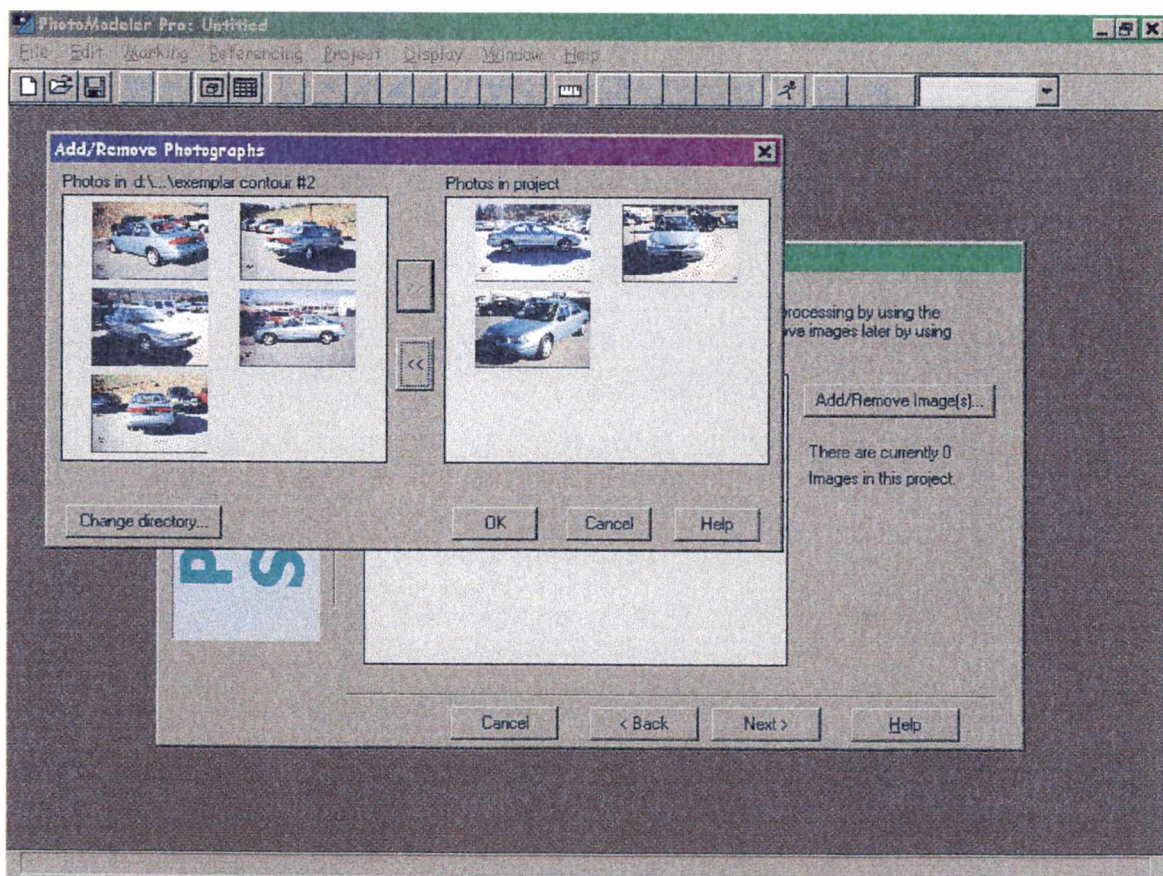 PhotoModeler Pro: Untitled
File Edit Marking Referencing Project Display Window Help
Add/Remove Photographs
Photos in d:\...\exemplar contour #2
Photos in project
>>
<<
Change directory...
OK
Cancel
Help
processing by using the
ve images later by using
Add/Remove Image(s)...
There are currently 0
Images in this project.
P
S
Cancel
< Back
Next >
Help